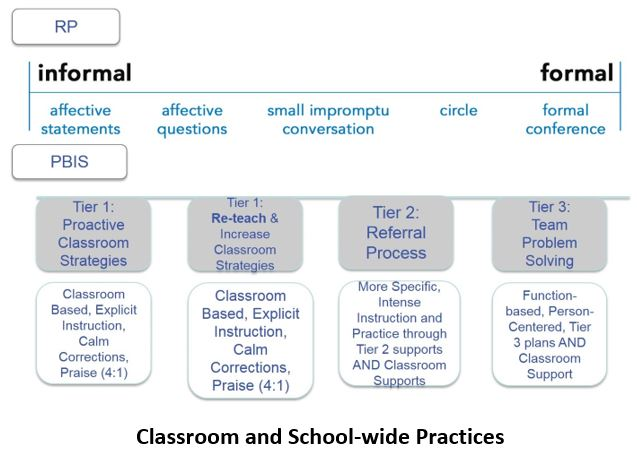 RP
informal
formal
affective
statements
affective
questions
small impromptu
conversation
circle
formal
conference
PBIS
Tier 1:
Proactive
Classroom
Strategies
Tier 1:
Re-teach &
Increase
Classroom
Strategies
Tier 2:
Referral
Process
Tier 3:
Team
Problem
Solving
Classroom
Based, Explicit
Instruction,
Calm
Corrections,
Praise (4:1)
Classroom
Based, Explicit
Instruction,
Calm
Corrections,
Praise (4:1)
More Specific,
Intense
Instruction and
Practice through
Tier 2 supports
AND Classroom
Supports
Function-
based, Person-
Centered, Tier
3 plans AND
Classroom
Support
Classroom and School-wide Practices